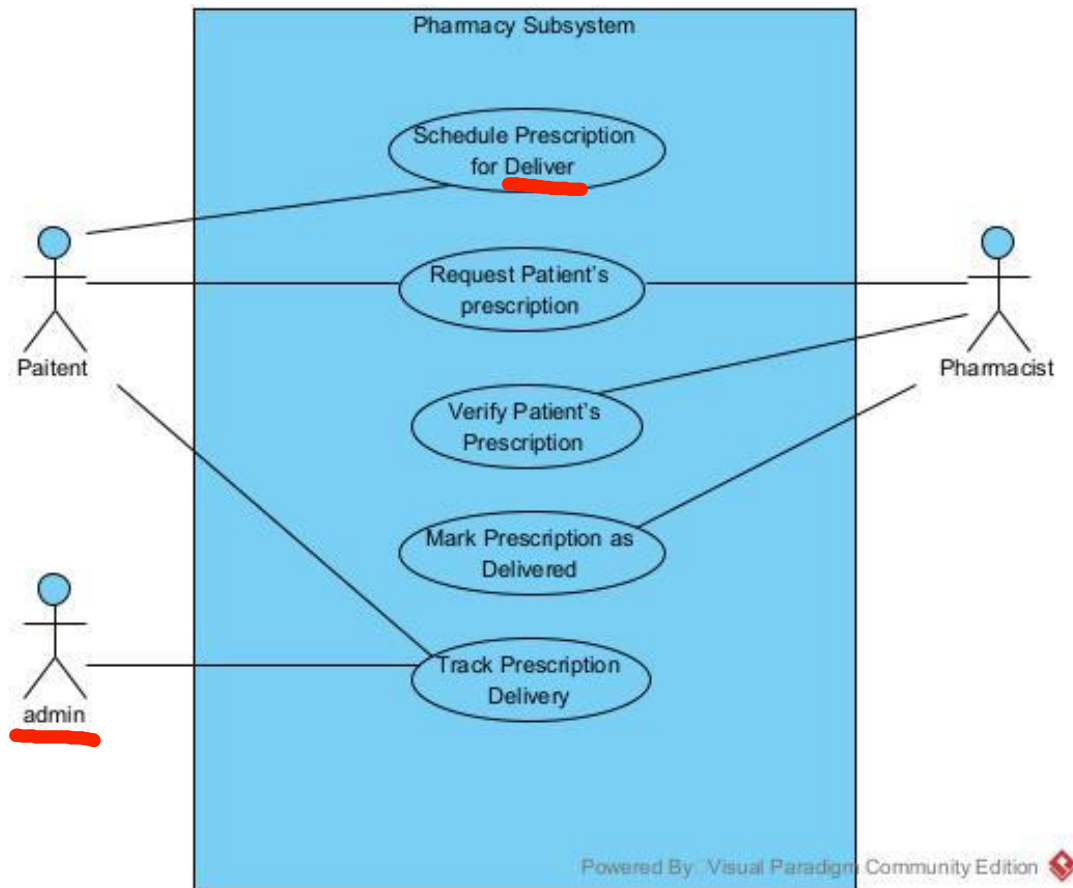 Pharmacy Subsystem
Schedule Prescription
for Deliver
Request Patient's
prescription
Paitent
Pharmacist
Verify Patient's
Prescription
Mark Prescription as
Delivered
Track Prescription
Delivery
admin
Powered By Visual Paradigm Community Edition